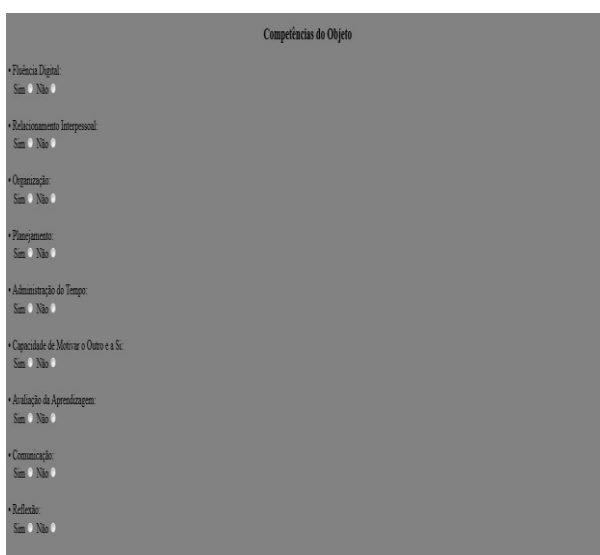 Competências do Objeto
• Fluência Digital:
Sim Não
• Relacionamento Interpessoal:
Sim Não
• Organização:
Sim Não
• Planejamento:
Sim Não
• Administração do Tempo:
Sim Não
• Capacidade de Motivar o Outro e a Si:
Sim Não
• Avaliação da Aprendizagem:
Sim Não
• Comunicação:
Sim Não
• Reflexão:
Sim Não